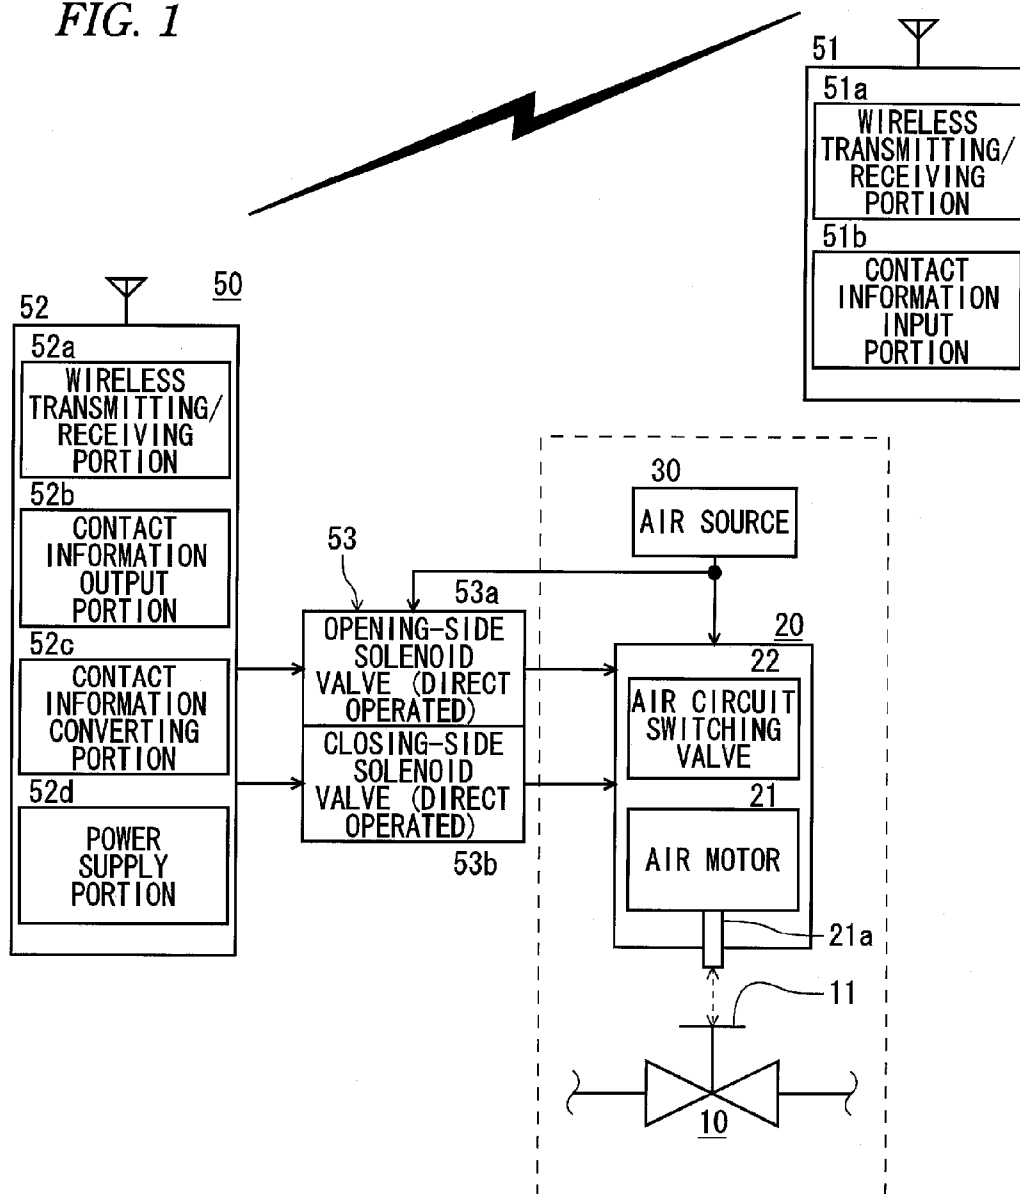 FIG. 1
51
51a
WIRELESS
TRANSMITTING/
RECEIVING
PORTION
51b
CONTACT
INFORMATION
INPUT
PORTION
50
52
52a
WIRELESS
TRANSMITTING/
RECEIVING
PORTION
52b
CONTACT
INFORMATION
OUTPUT
PORTION
52c
CONTACT
INFORMATION
CONVERTING
PORTION
52d
POWER
SUPPLY
PORTION
53
53a
OPENING-SIDE
SOLENOID
VALVE (DIRECT
OPERATED)
CLOSING-SIDE
SOLENOID
VALVE (DIRECT
OPERATED)
53b
30
AIR SOURCE
20
22
AIR CIRCUIT
SWITCHING
VALVE
21
AIR MOTOR
21a
11
10